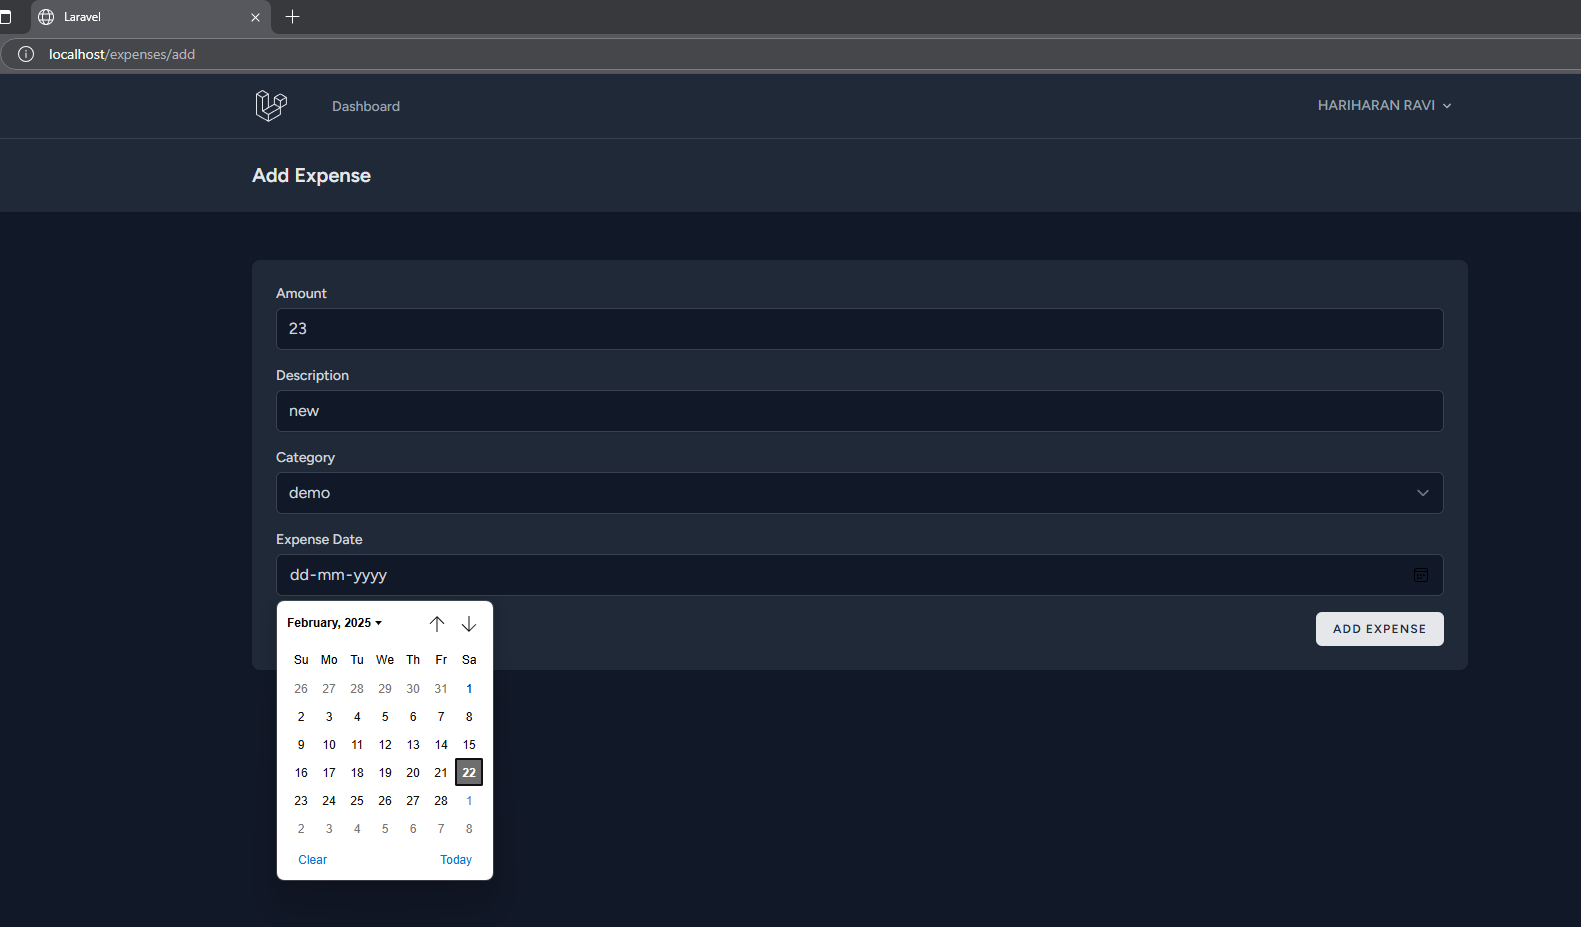 Laravel
localhost/expenses/add
Dashboard
HARIHARAN RAVI
Add Expense
Amount
23
Description
new
Category
demo
Expense Date
dd-mm-yyyy
February, 2025
Su Mo Tu We Th Fr Sa
26 27 28 29 30 31 1
2 3 4 5 6 7 8
9 10 11 12 13 14 15
16 17 18 19 20 21 22
23 24 25 26 27 28 1
2 3 4 5 6 7 8
Clear Today
ADD EXPENSE